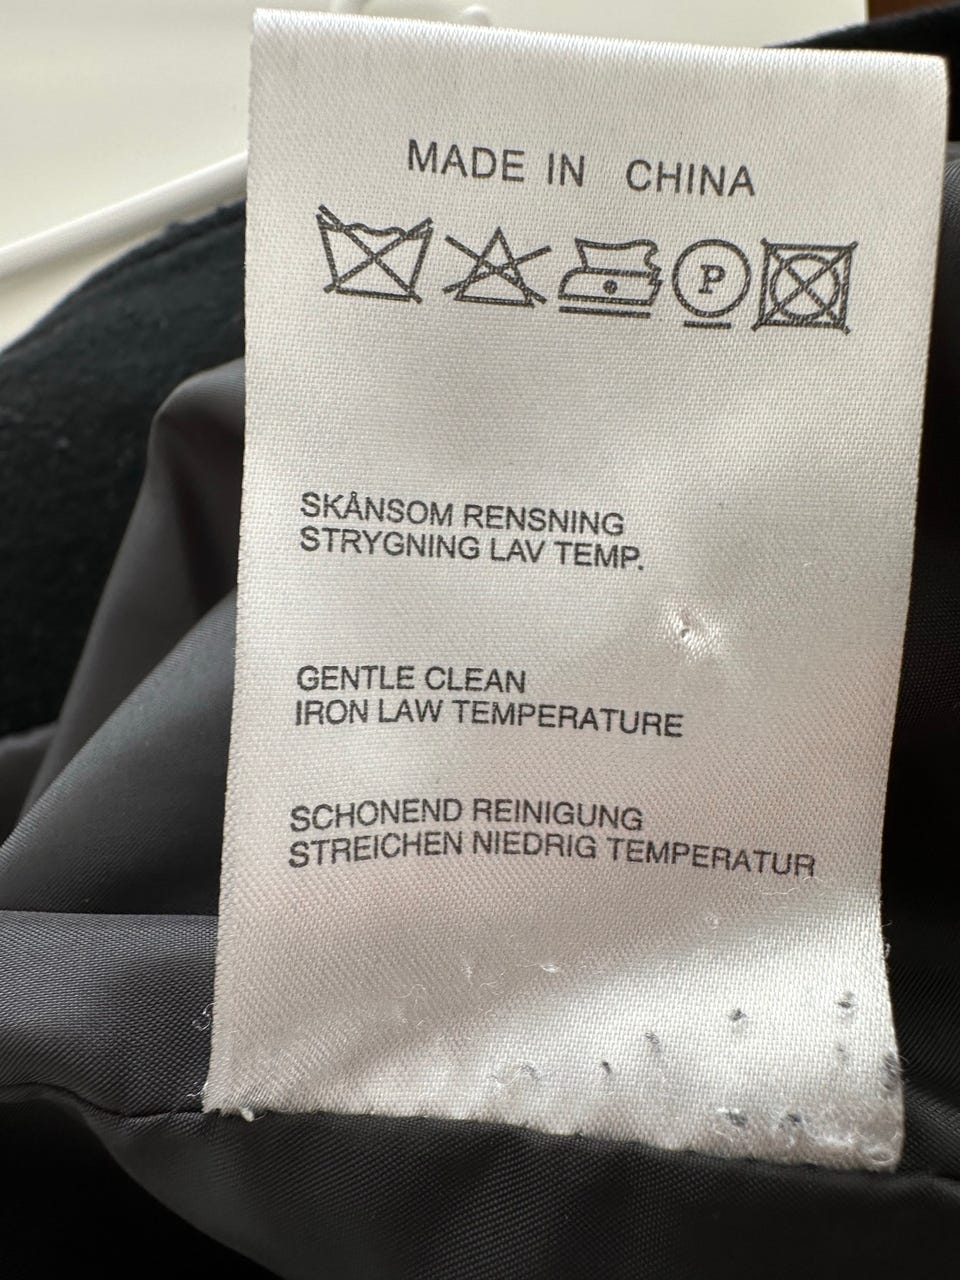 MADE IN CHINA
P
SKÅNSOM RENSNING
STRYGNING LAV TEMP.
GENTLE CLEAN
IRON LAW TEMPERATURE
SCHONEND REINIGUNG
STREICHEN NIEDRIG TEMPERATUR